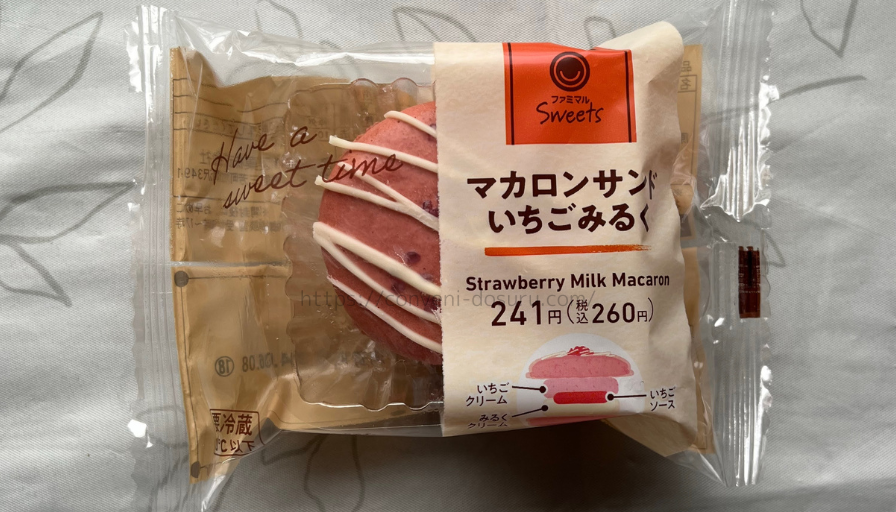 Have a
sweet time
ファミマル
Sweets
マカロンサンド
いちごみるく
Strawberry Milk Macaron
241円(税込260円)
いちご
クリーム
みるく
クリーム
いちご
ソース
https://conveni-dosuru.com/
要冷蔵
℃以下